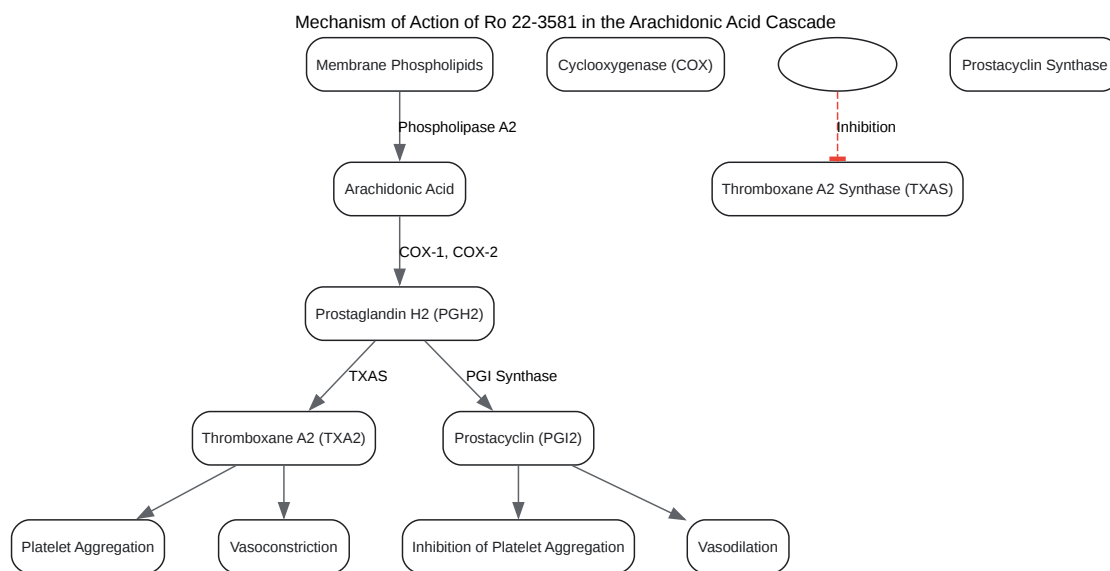 Mechanism of Action of Ro 22-3581 in the Arachidonic Acid Cascade
Membrane Phospholipids
Cyclooxygenase (COX)
Prostacyclin Synthase
Phospholipase A2
Inhibition
Arachidonic Acid
Thromboxane A2 Synthase (TXAS)
COX-1, COX-2
Prostaglandin H2 (PGH2)
TXAS
PGI Synthase
Thromboxane A2 (TXA2)
Prostacyclin (PGI2)
Platelet Aggregation
Vasoconstriction
Inhibition of Platelet Aggregation
Vasodilation